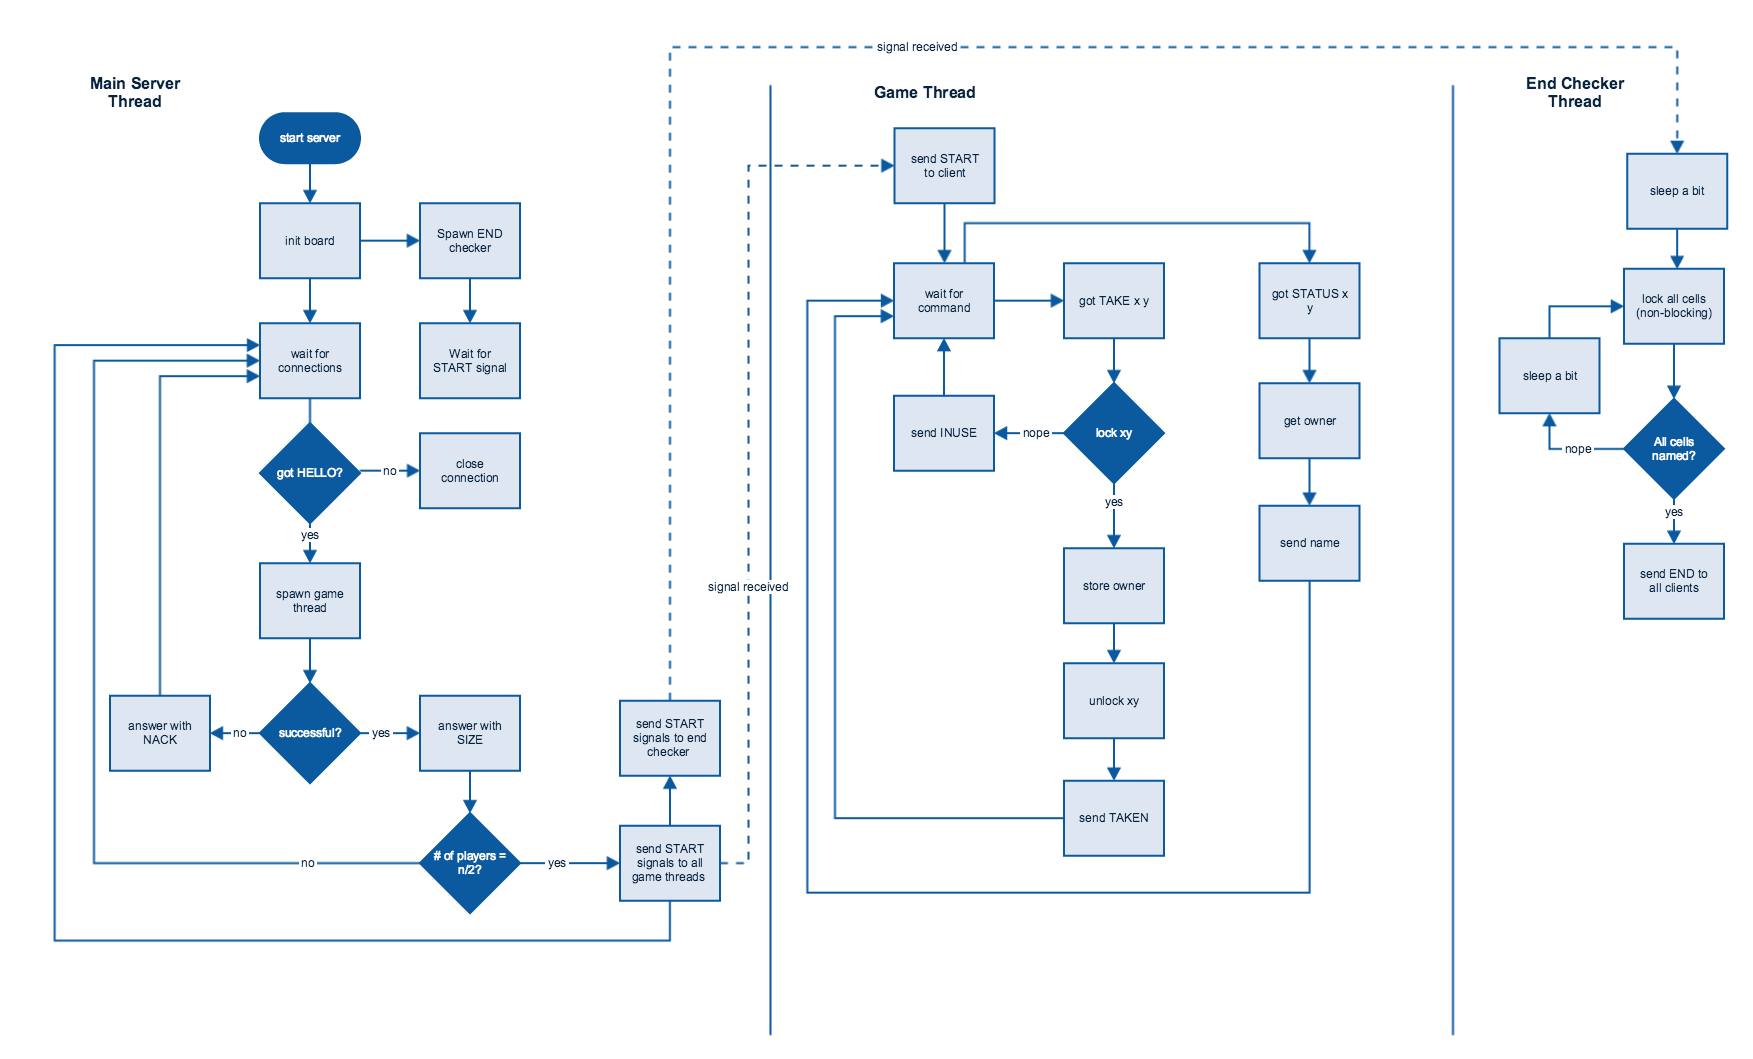 signal received
Main Server
Thread
start server
init board
Spawn END
checker
wait for
connections
Wait for
START signal
got HELLO?
no
close
connection
yes
spawn game
thread
answer with
NACK
no
successful?
yes
answer with
SIZE
send START
signals to end
checker
no
# of players =
n/2?
yes
send START
signals to all
game threads
signal received
Game Thread
send START
to client
wait for
command
got TAKE x y
got STATUS x
y
send INUSE
nope
lock xy
get owner
yes
send name
store owner
unlock xy
send TAKEN
End Checker
Thread
sleep a bit
lock all cells
(non-blocking)
sleep a bit
nope
All cells
named?
yes
send END to
all clients